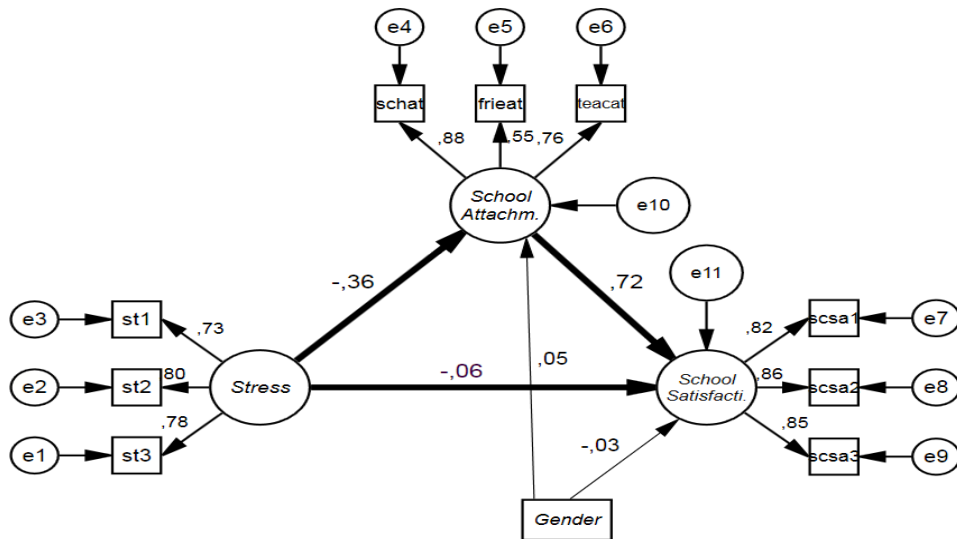 e4
e5
e6
schat
frieat
teacat
,88
,55
,76
School
Attachm.
e10
e11
-,36
,72
e3
st1
,73
,82
scsa1
e7
,05
-,06
e2
st2
,80
Stress
School
Satisfacti.
,86
scsa2
e8
,78
-,03
,85
e1
st3
scsa3
e9
Gender